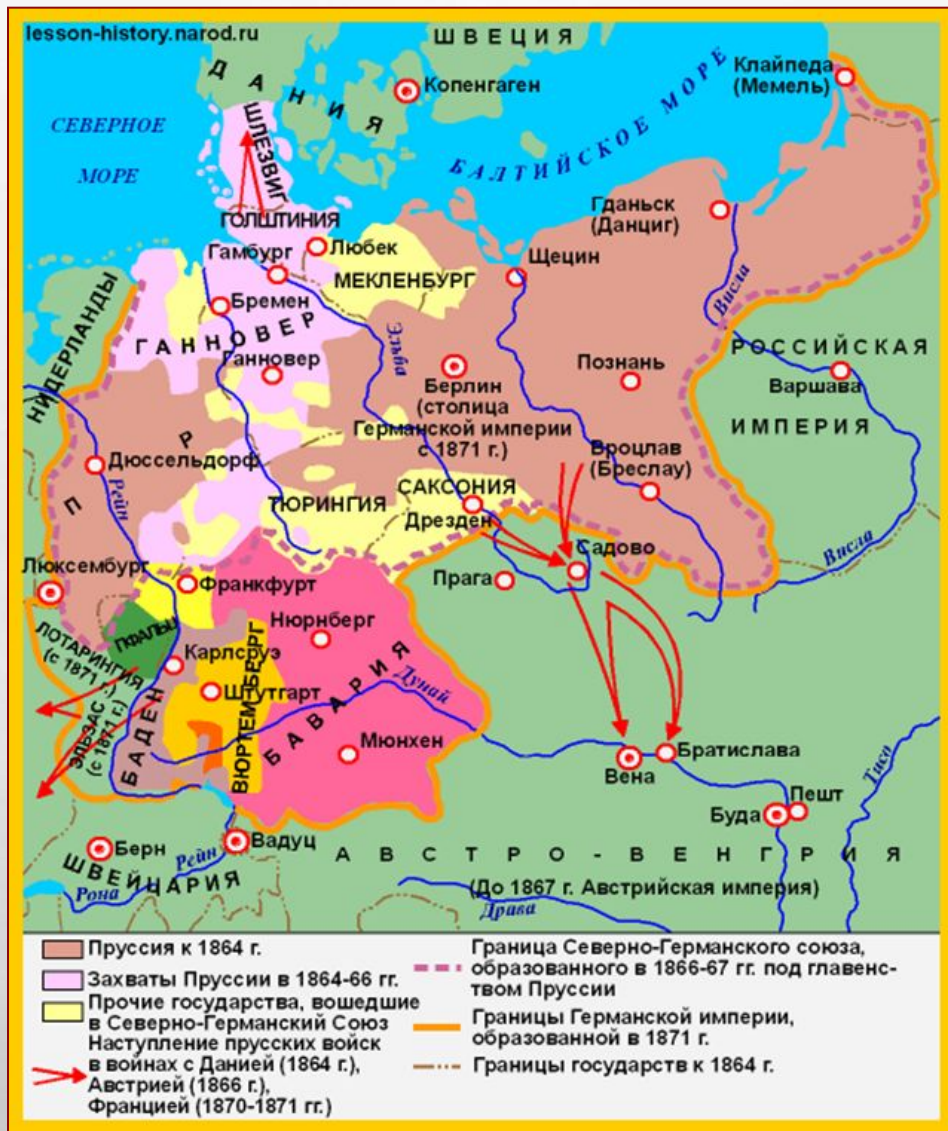 lesson-history.narod.ru
ШВЕЦИЯ
ДАНИЯ
Копенгаген
Клайпеда
(Мемель)
СЕВЕРНОЕ
МОРЕ
ШЛЕЗВИГ
БАЛТИЙСКОЕ МОРЕ
ГОЛШТИНИЯ
Гданьск
(Данциг)
Любек
Гамбург
МЕКЛЕНБУРГ
Щецин
Висла
НИДЕРЛАНДЫ
Бремен
ГАННОВЕР
Эльба
Ганновер
Берлин
(столица
Германской империи
с 1871 г.)
Познань
РОССИЙСКАЯ
Варшава
ИМПЕРИЯ
П Р
Дюссельдорф
Рейн
Вроцлав
(Бреслау)
ТЮРИНГИЯ
САКСОНИЯ
Дрезден
Садово
Висла
Люксембург
Франкфурт
Прага
ПФАЛЬЦ
Нюрнберг
ЛОТАРИНГИЯ
(с 1871 г.)
Карлсруэ
ЭЛЬЗАС
(с 1871 г.)
БАДЕН
Штутгарт
ВЮРТЕМБЕРГ
БАВАРИЯ
Дунай
Мюнхен
Вена
Братислава
Тисо
Буда
Пешт
Берн
Рейн
Вадуц
ШВЕЙЦАРИЯ
Рона
АВСТРО-ВЕНГРИЯ
(До 1867 г. Австрийская империя)
Драва
Пруссия к 1864 г.
Захваты Пруссии в 1864-66 гг.
Прочие государства, вошедшие
в Северно-Германский Союз
Наступление прусских войск
в войнах с Данией (1864 г.),
Австрией (1866 г.),
Францией (1870-1871 гг.)
Граница Северно-Германского союза,
образованного в 1866-67 гг. под главенс-
твом Пруссии
Границы Германской империи,
образованной в 1871 г.
Границы государств к 1864 г.